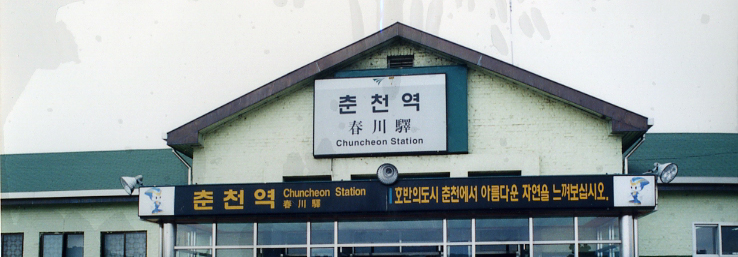 춘천역
春川驛
Chuncheon Station
춘천역 Chuncheon Station
春川驛
호반의도시 춘천에서 아름다운 자연을 느껴보십시오.